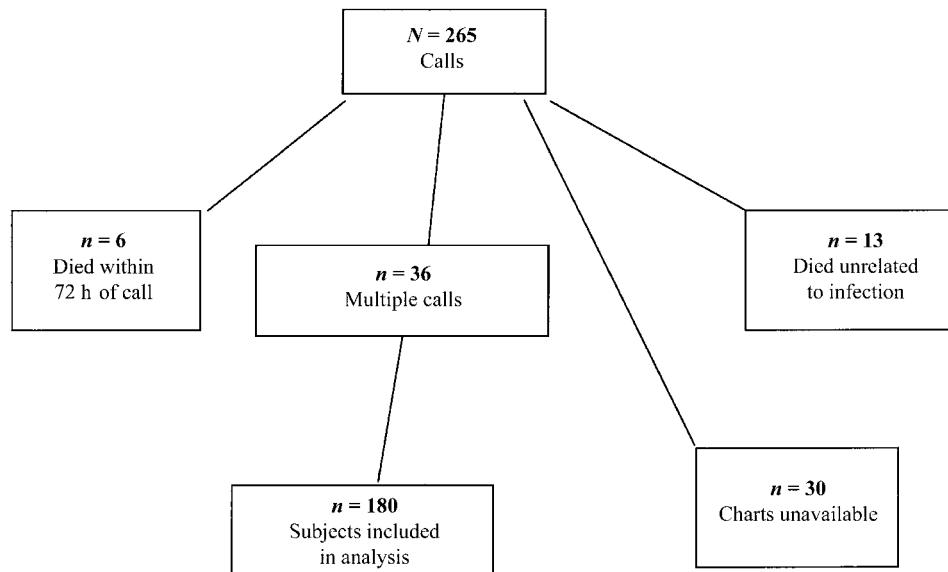 N = 265
Calls
n = 6
Died within
72 h of call
n = 36
Multiple calls
n = 13
Died unrelated
to infection
n = 180
Subjects included
in analysis
n = 30
Charts unavailable